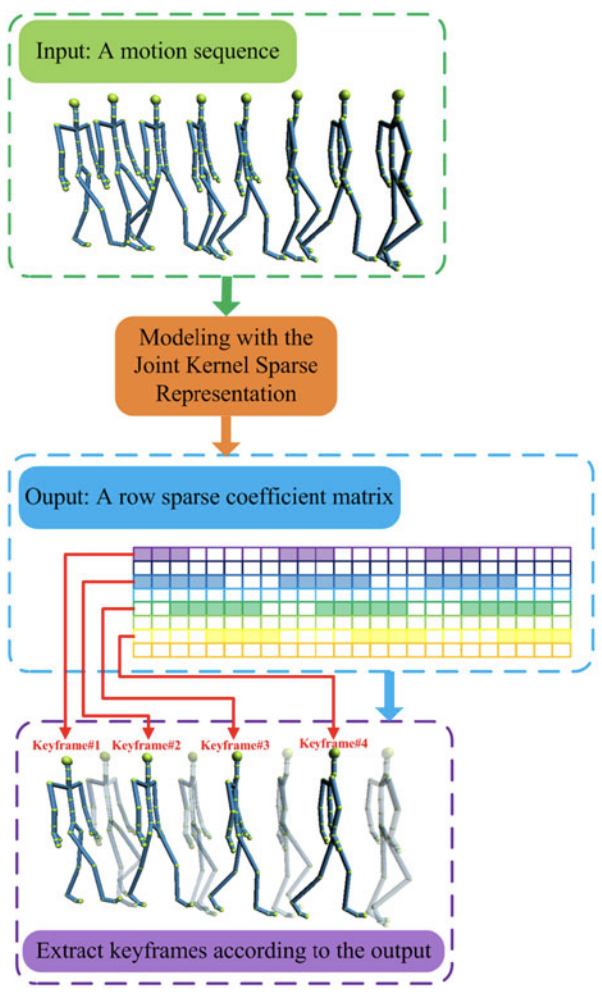 Input: A motion sequence
Modeling with the
Joint Kernel Sparse
Representation
Ouput: A row sparse coefficient matrix
Keyframe#1 Keyframe#2 Keyframe#3 Keyframe#4
Extract keyframes according to the output